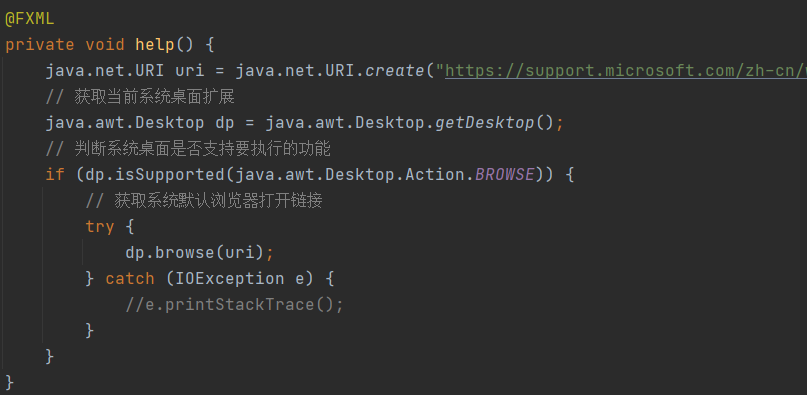 @FXML
private void help() {
java.net.URI uri = java.net.URI.create("https://support.microsoft.com/zh-cn/
// 获取当前系统桌面扩展
java.awt.Desktop dp = java.awt.Desktop.getDesktop();
// 判断系统桌面是否支持要执行的功能
if (dp.isSupported(java.awt.Desktop.Action.BROWSE)) {
// 获取系统默认浏览器打开链接
try {
dp.browse(uri);
} catch (IOException e) {
//e.printStackTrace();
}
}
}